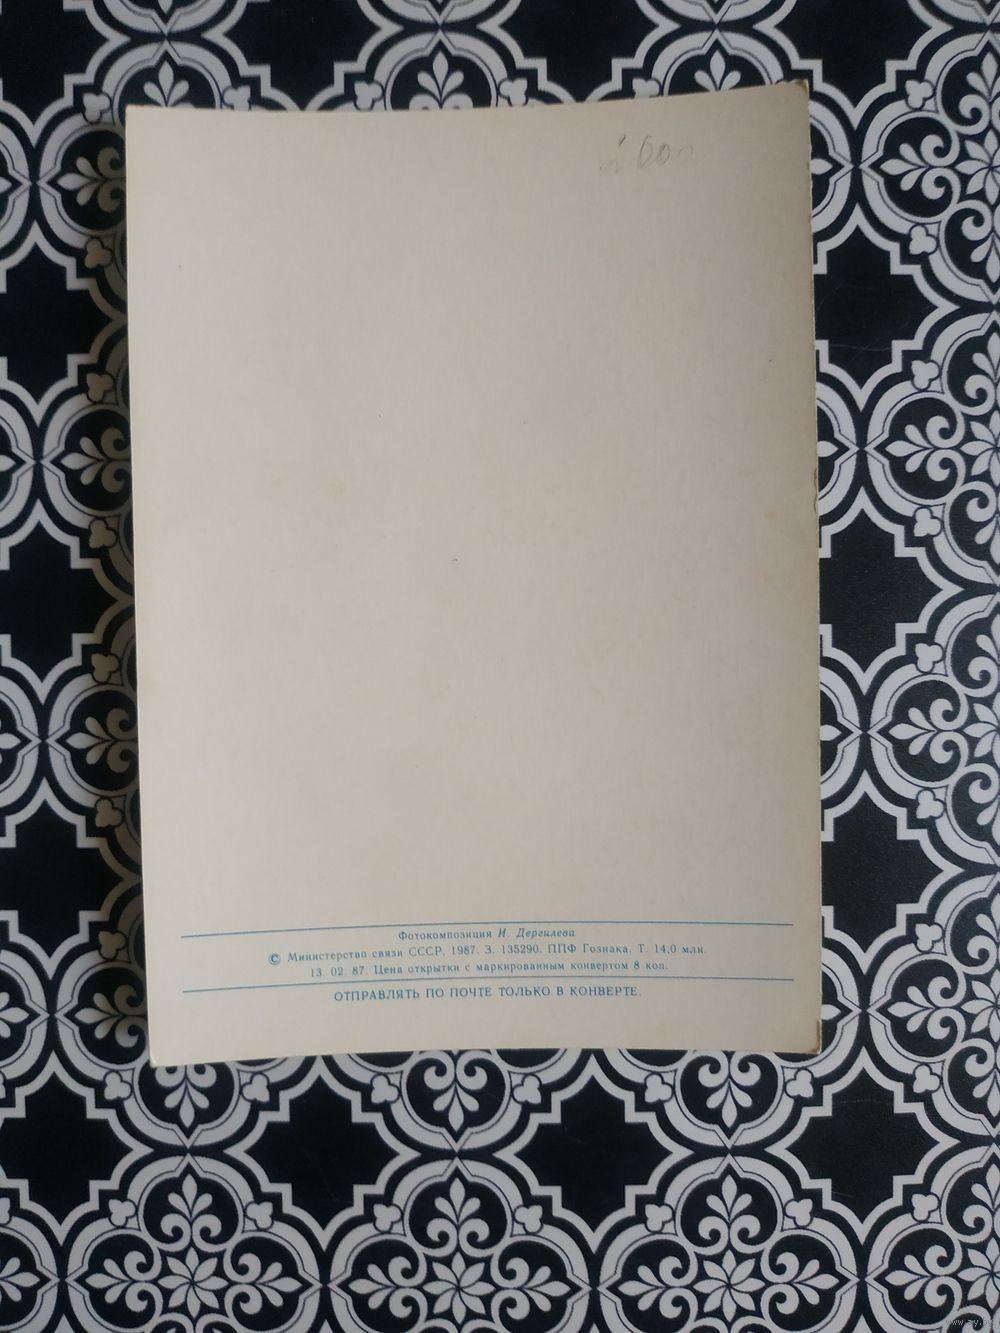 Фотокомпозиция И. Дергилева
© Министерство связи СССР, 1987. З. 135290. ППФ Гознака. Т. 14,0 млн.
13. 02. 87. Цена открытки с маркированным конвертом 8 коп.
ОТПРАВЛЯТЬ ПО ПОЧТЕ ТОЛЬКО В КОНВЕРТЕ.